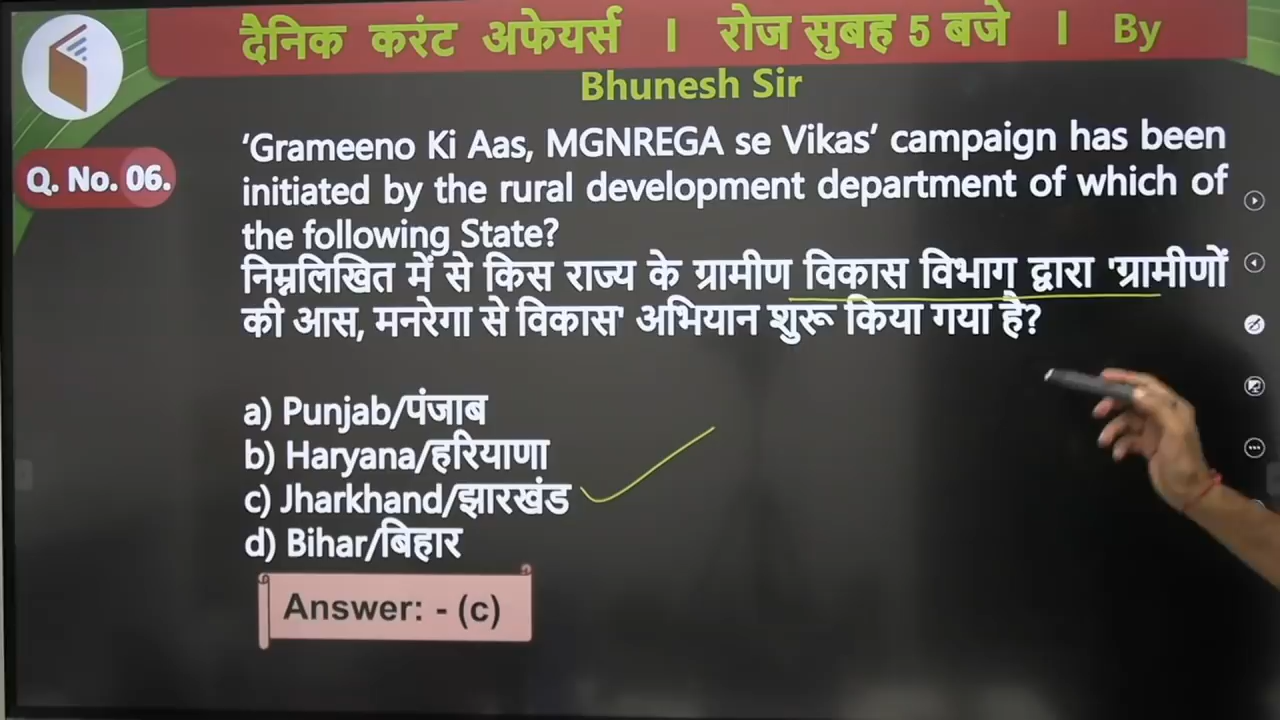 दैनिक करंट अफेयर्स । रोज सुबह 5 बजे । By
Bhunesh Sir
Q. No. 06.
‘Grameeno Ki Aas, MGNREGA se Vikas’ campaign has been
initiated by the rural development department of which of
the following State?
निम्नलिखित में से किस राज्य के ग्रामीण विकास विभाग द्वारा 'ग्रामीणों
की आस, मनरेगा से विकास' अभियान शुरू किया गया है?
a) Punjab/पंजाब
b) Haryana/हरियाणा
c) Jharkhand/झारखंड
d) Bihar/बिहार
Answer: - (c)